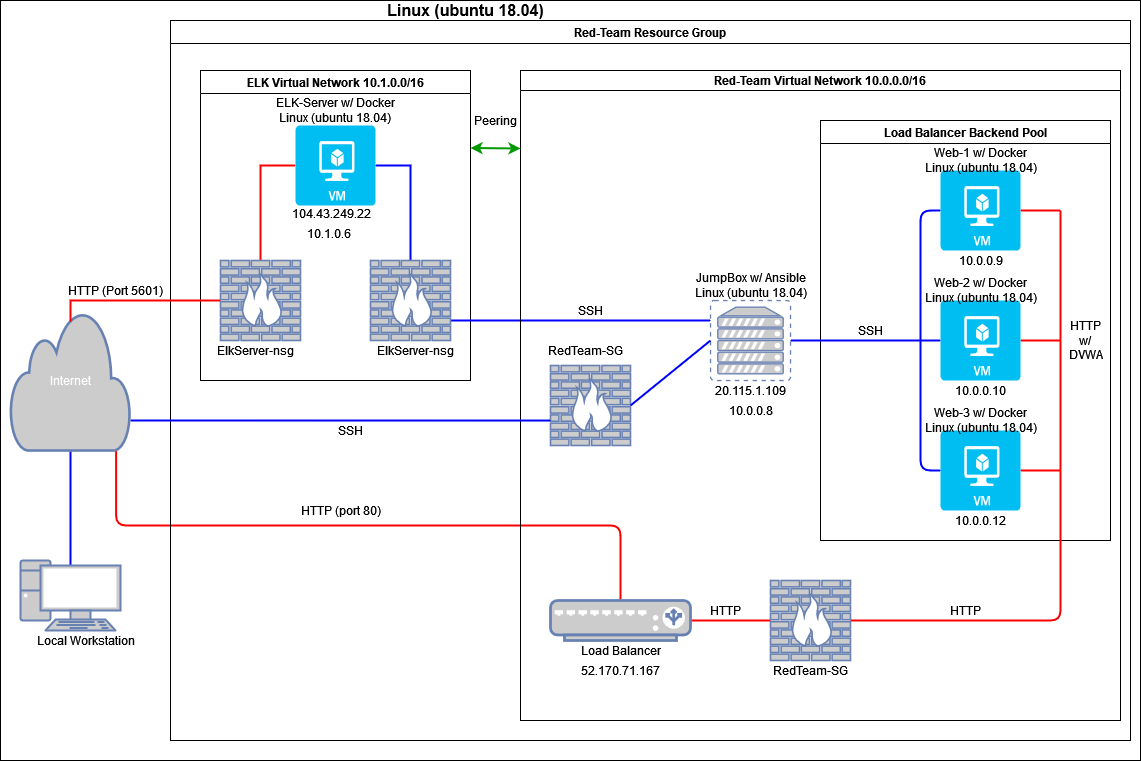 Linux (ubuntu 18.04)
Red-Team Resource Group
ELK Virtual Network 10.1.0.0/16
ELK-Server w/ Docker
Linux (ubuntu 18.04)
VM
104.43.249.22
10.1.0.6
ElkServer-nsg
ElkServer-nsg
Peering
Red-Team Virtual Network 10.0.0.0/16
Load Balancer Backend Pool
Web-1 w/ Docker
Linux (ubuntu 18.04)
VM
10.0.0.9
Web-2 w/ Docker
Linux (ubuntu 18.04)
VM
10.0.0.10
Web-3 w/ Docker
Linux (ubuntu 18.04)
VM
10.0.0.12
HTTP
w/
DVWA
JumpBox w/ Ansible
Linux (ubuntu 18.04)
20.115.1.109
10.0.0.8
SSH
SSH
RedTeam-SG
HTTP (Port 5601)
Internet
SSH
HTTP (port 80)
Local Workstation
Load Balancer
52.170.71.167
HTTP
RedTeam-SG
HTTP